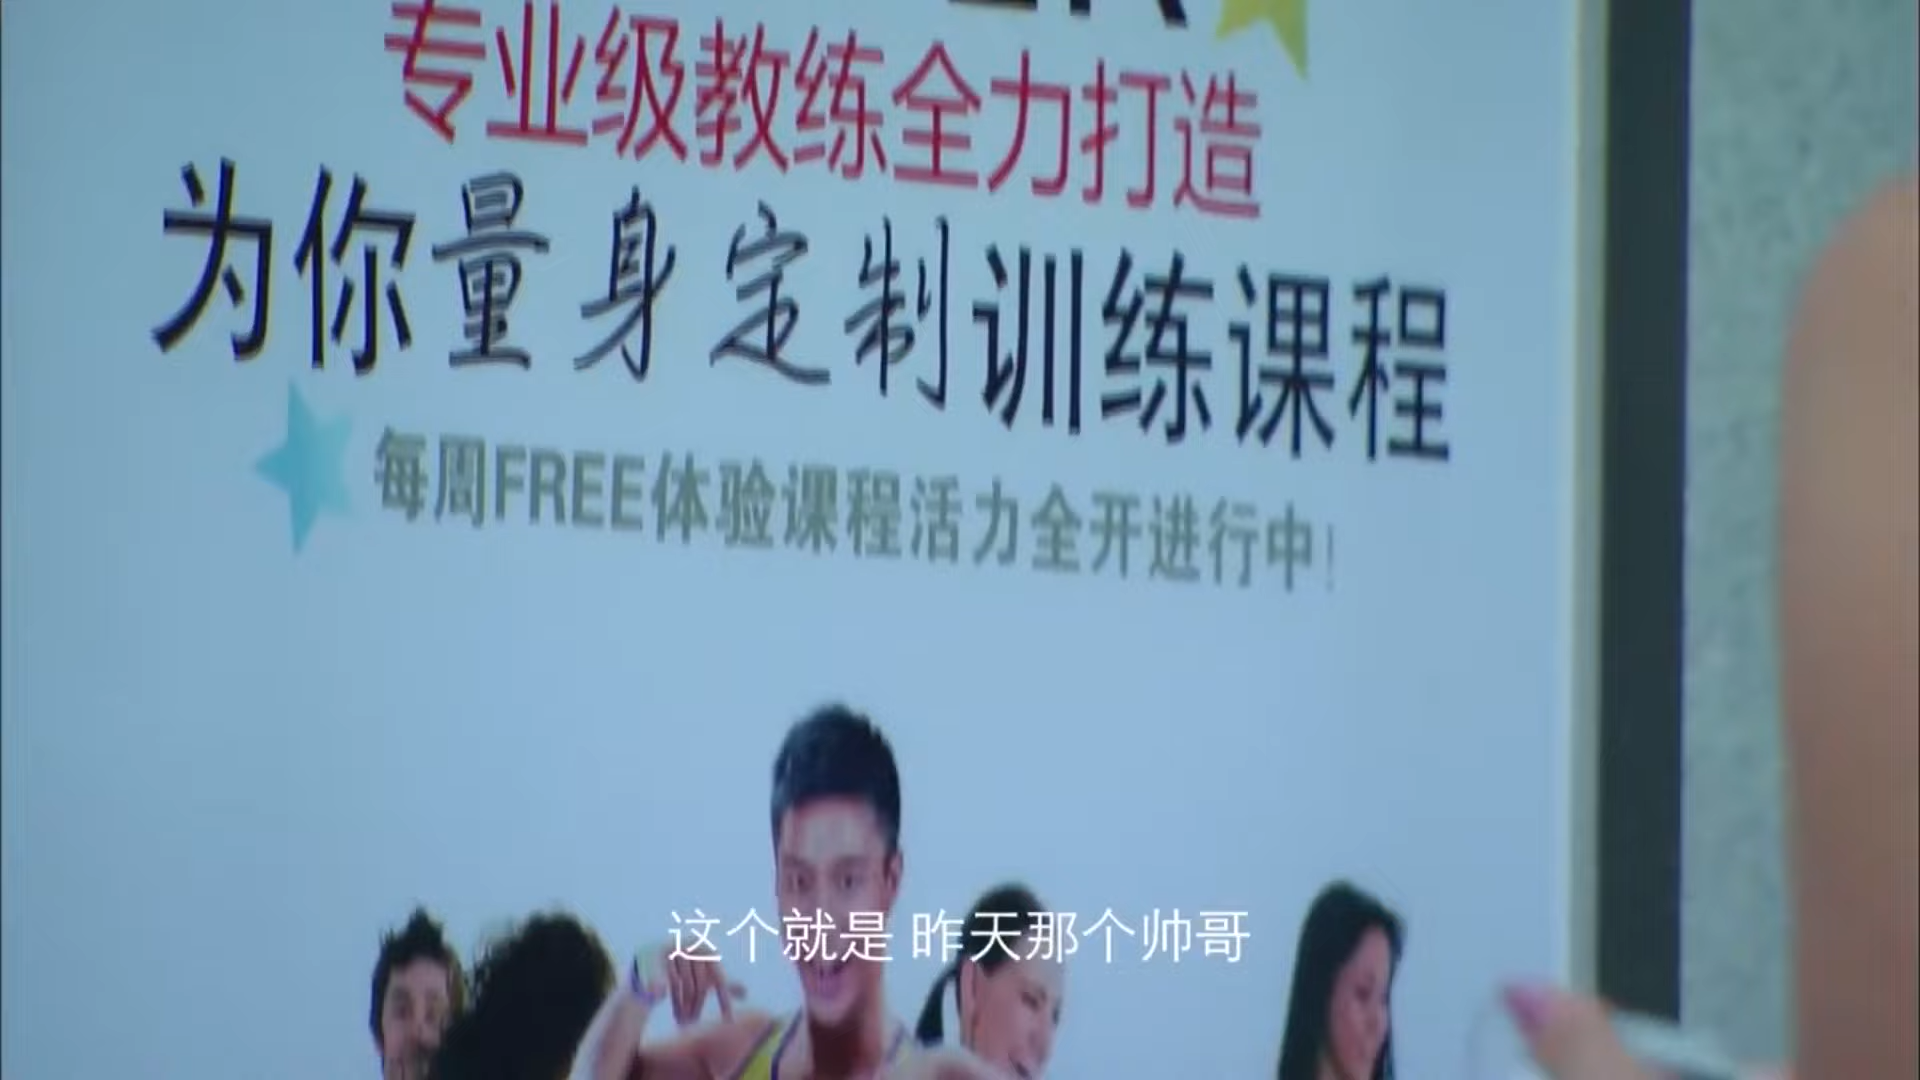 专业级教练全力打造
为你量身定制训练课程
每周FREE体验课程活力全开进行中!
这个就是 昨天那个帅哥